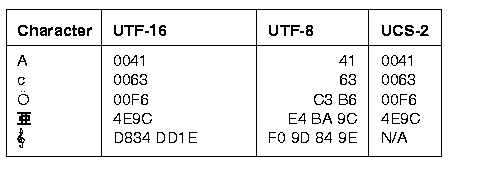 Character UTF-16 UTF-8 UCS-2
A 0041 41 0041
c 0063 63 0063
Ö 00F6 C3 B6 00F6
亜 4E9C E4 BA 9C 4E9C
𝄞 D834 DD1E F0 9D 84 9E N/A